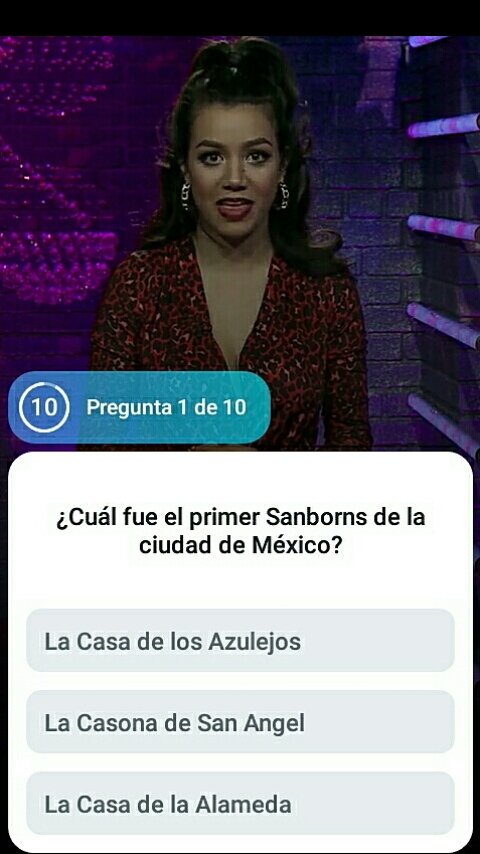 10
Pregunta 1 de 10
¿Cuál fue el primer Sanborns de la
ciudad de México?
La Casa de los Azulejos
La Casona de San Angel
La Casa de la Alameda